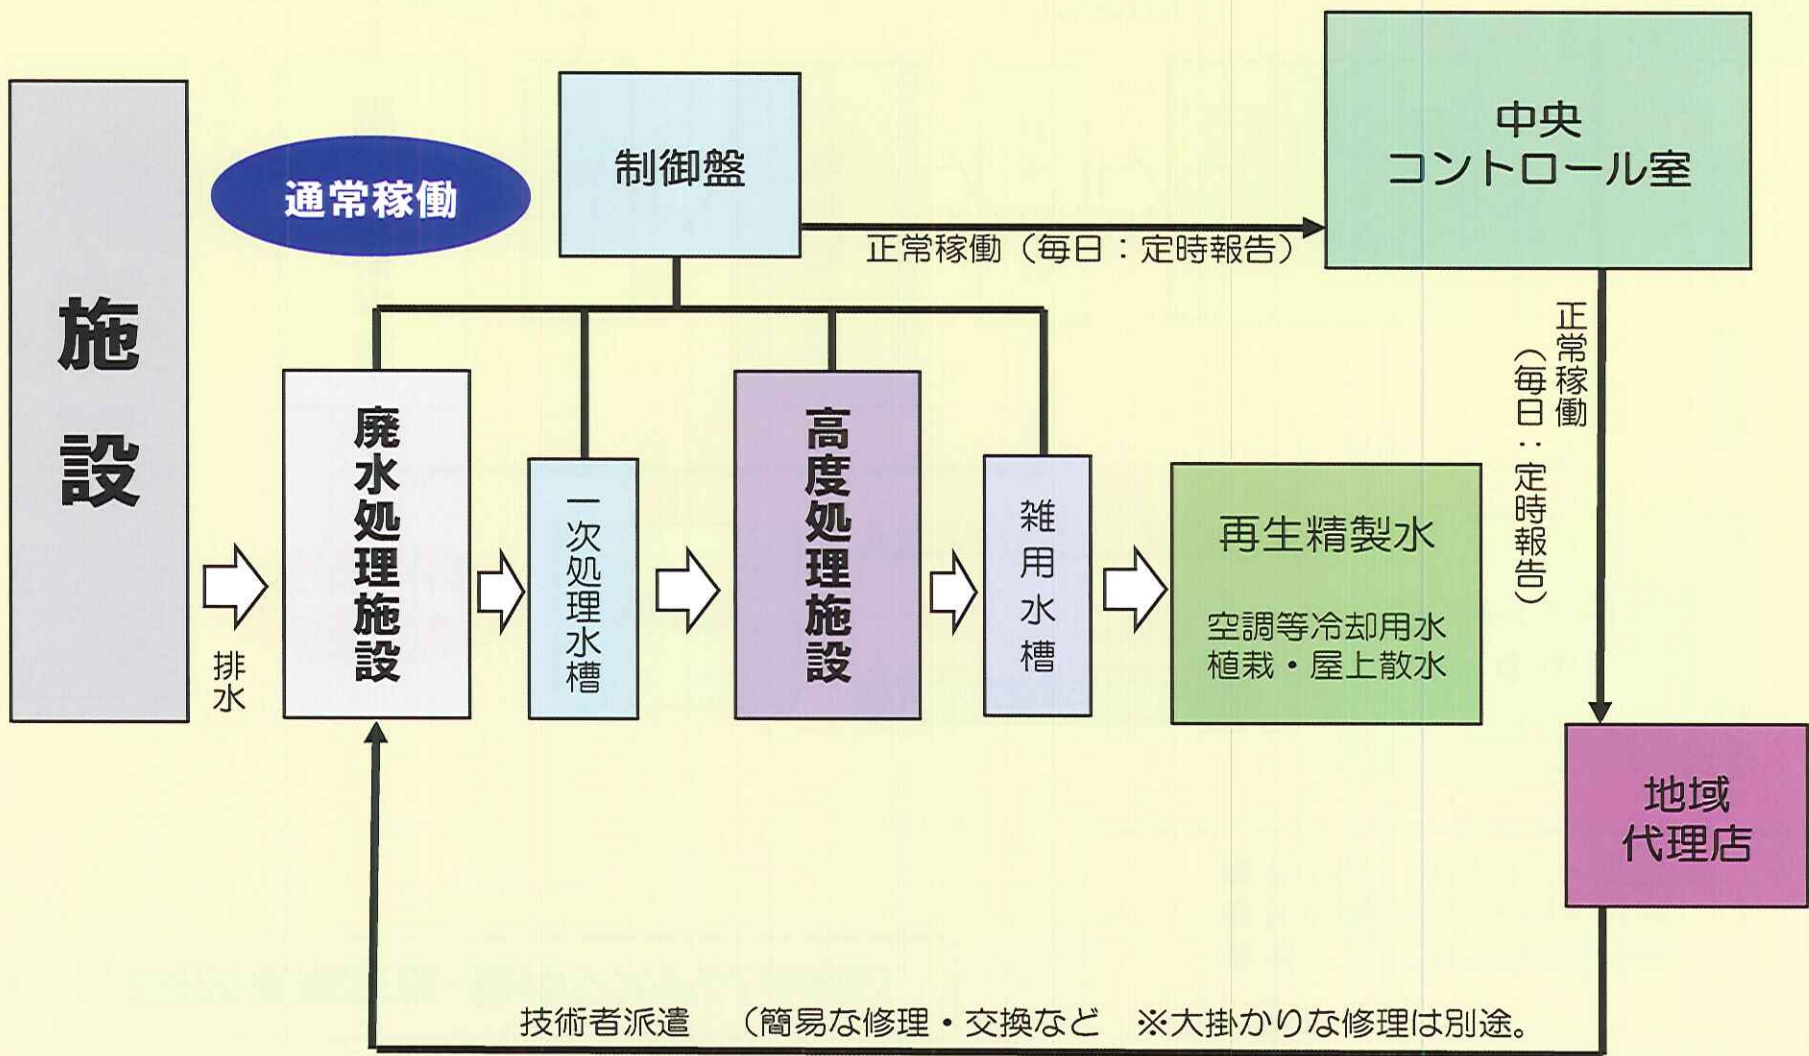 施設
通常稼働
制御盤
中央
コントロール室
正常稼働（毎日：定時報告）
正常稼働
（毎日：定時報告）
排水
廃水処理施設
一次処理水槽
高度処理施設
雑用水槽
再生精製水
空調等冷却用水
植栽・屋上散水
地域
代理店
技術者派遣　（簡易な修理・交換など　※大掛かりな修理は別途。